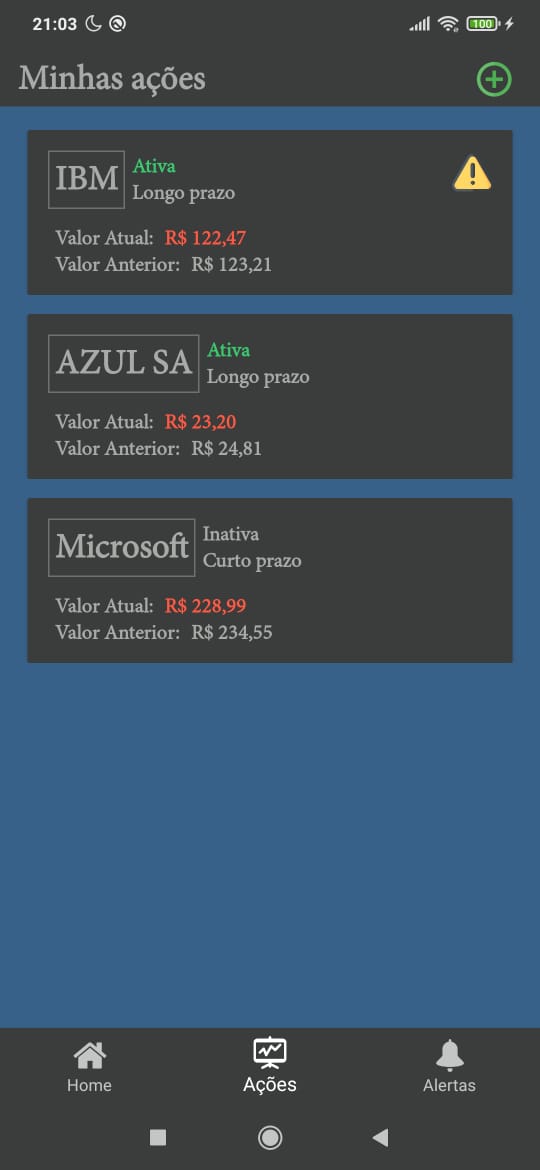 21:03
100
Minhas ações
IBM
Ativa
Longo prazo
Valor Atual: R$ 122,47
Valor Anterior: R$ 123,21
AZUL SA
Ativa
Longo prazo
Valor Atual: R$ 23,20
Valor Anterior: R$ 24,81
Microsoft
Inativa
Curto prazo
Valor Atual: R$ 228,99
Valor Anterior: R$ 234,55
Home
Ações
Alertas